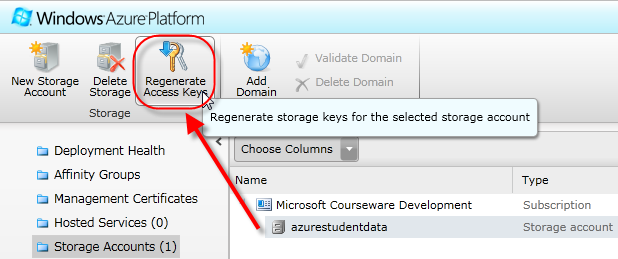 Windows Azure Platform
New Storage Account
Delete Storage
Regenerate Access Keys
Add Domain
Validate Domain
Delete Domain
Storage
Regenerate storage keys for the selected storage account
Deployment Health
Affinity Groups
Management Certificates
Hosted Services (0)
Storage Accounts (1)
Choose Columns
Name Type
Microsoft Courseware Development Subscription
azurestudentdata Storage account